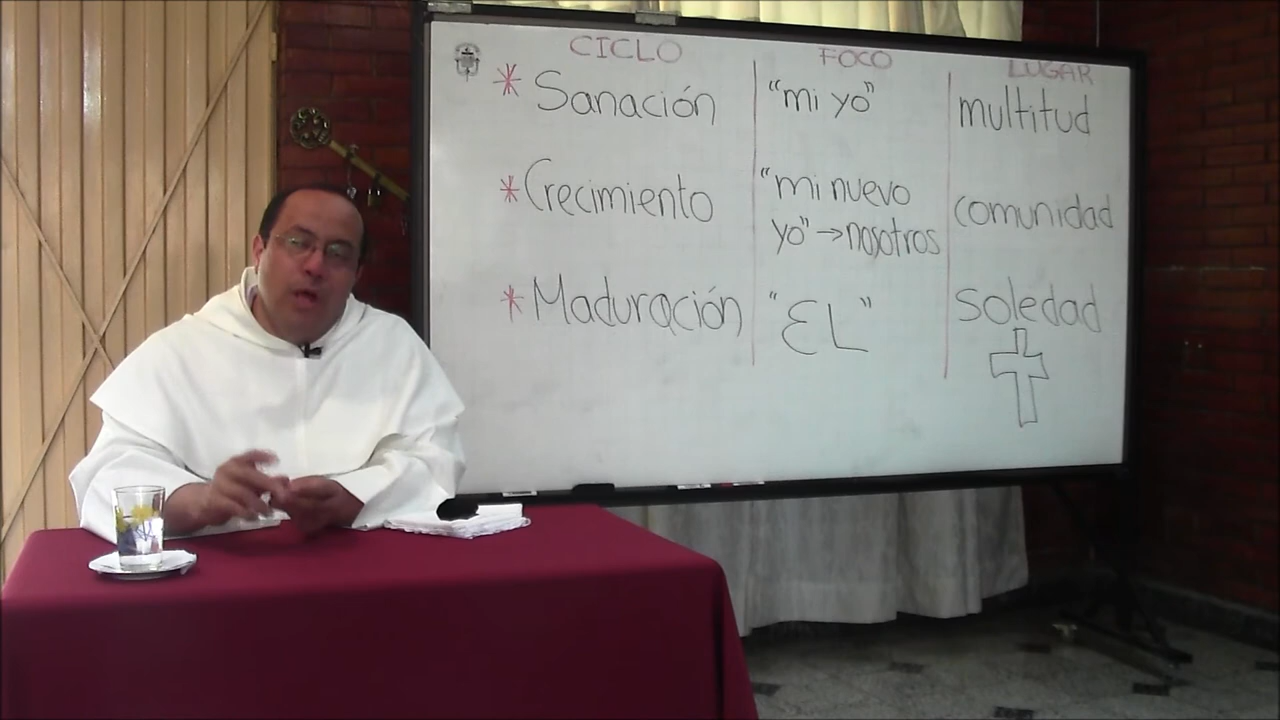 CICLO FOCO LUGAR
* Sanación "mi yo" multitud
* Crecimiento "mi nuevo yo" → nosotros comunidad
* Maduración "EL" soledad